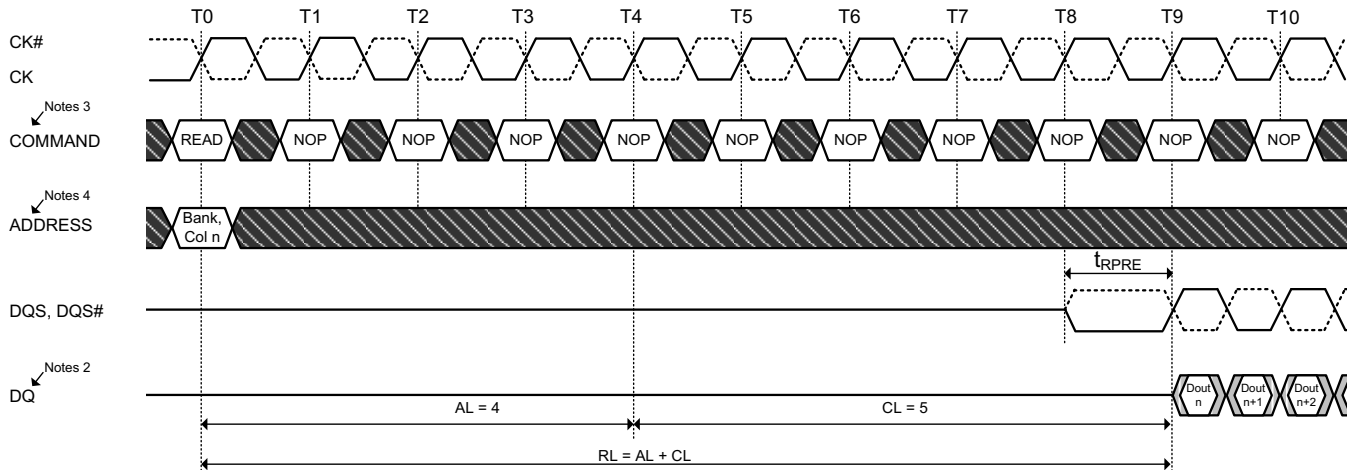 T0 T1 T2 T3 T4 T5 T6 T7 T8 T9 T10
CK#
CK
Notes 3
COMMAND
READ NOP NOP NOP NOP NOP NOP NOP NOP NOP NOP
Notes 4
ADDRESS
Bank,
Col n
tRPRE
DQS, DQS#
Notes 2
DQ
Dout Dout Dout
n n+1 n+2
AL = 4 CL = 5
RL = AL + CL